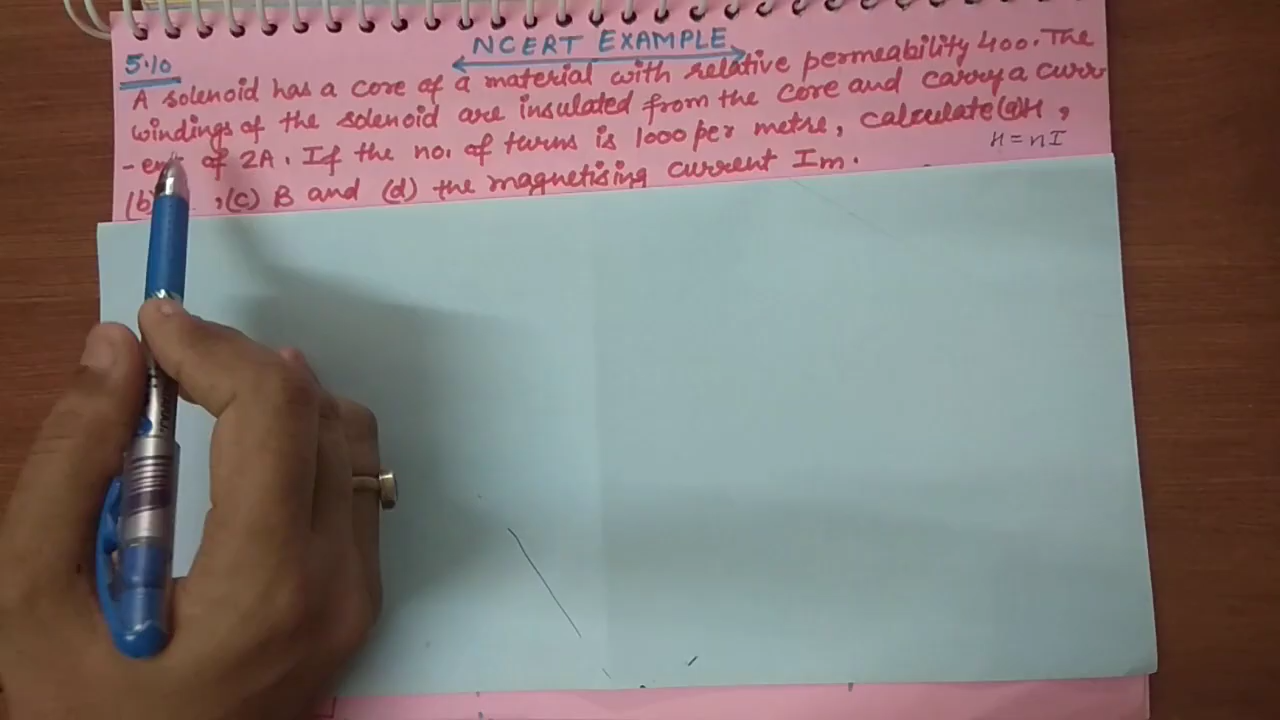 NCERT EXAMPLE
5.10
A solenoid has a core of a material with relative permeability 400. The
windings of the solenoid are insulated from the core and carry a curr
-ent of 2A. If the no. of turns is 1000 per metre, calculate (a) H,
H = nI
(b) , (c) B and (d) the magnetising current Im.